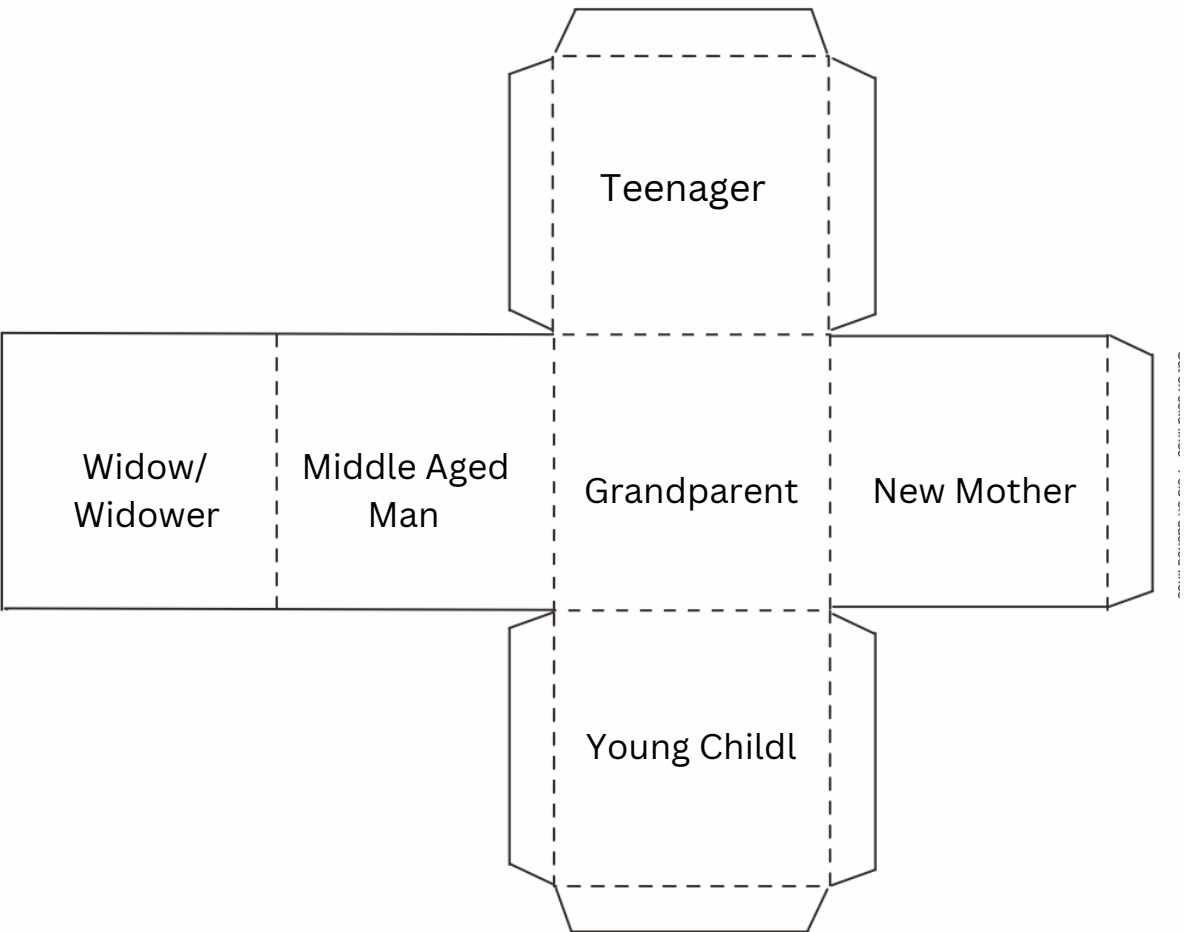 Teenager
Widow/
Widower
Middle Aged
Man
Grandparent
New Mother
Young Childl